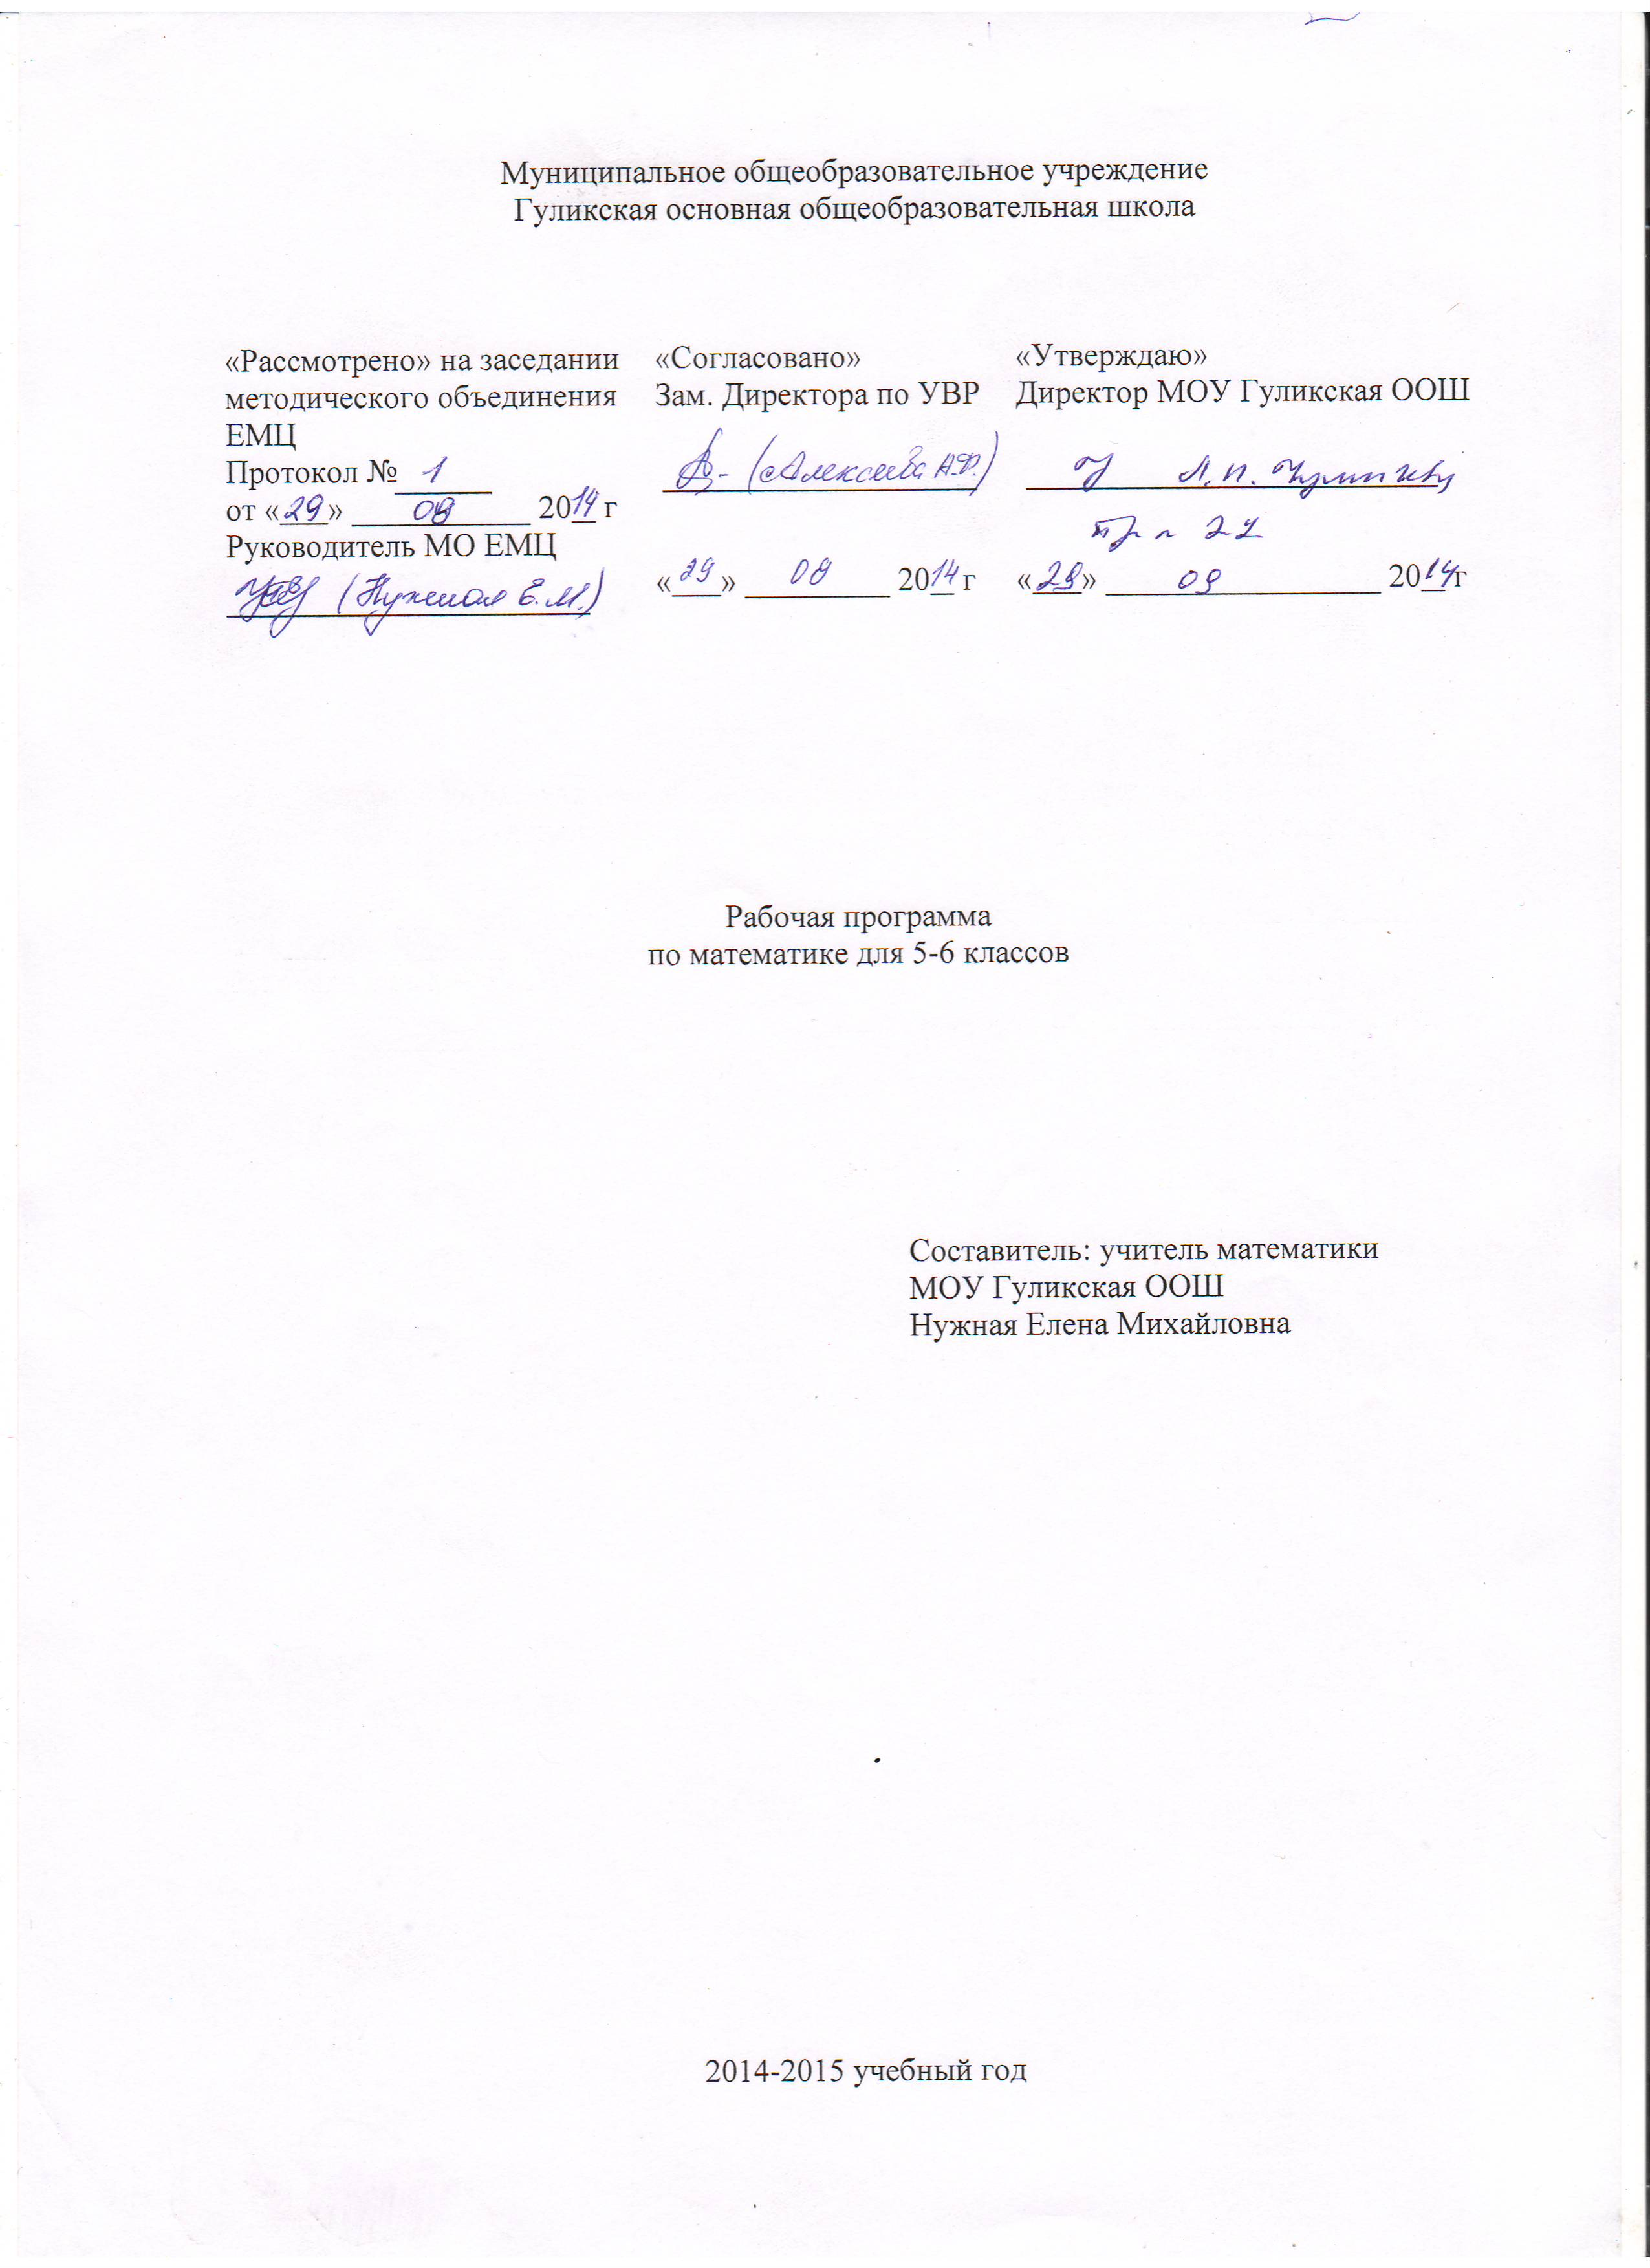 Муниципальное общеобразовательное учреждение
Гуликская основная общеобразовательная школа
«Рассмотрено» на заседании
методического объединения
ЕМЦ
Протокол № 1
от «29» 08 2014 г
Руководитель МО ЕМЦ
(Нужная Е.М.)
«Согласовано»
Зам. Директора по УВР
(Алексеева А.Ф.)
«29» 08 2014 г
«Утверждаю»
Директор МОУ Гуликская ООШ
Л.П.
22
«29» 2014г
Рабочая программа
по математике для 5-6 классов
Составитель: учитель математики
МОУ Гуликская ООШ
Нужная Елена Михайловна
2014-2015 учебный год